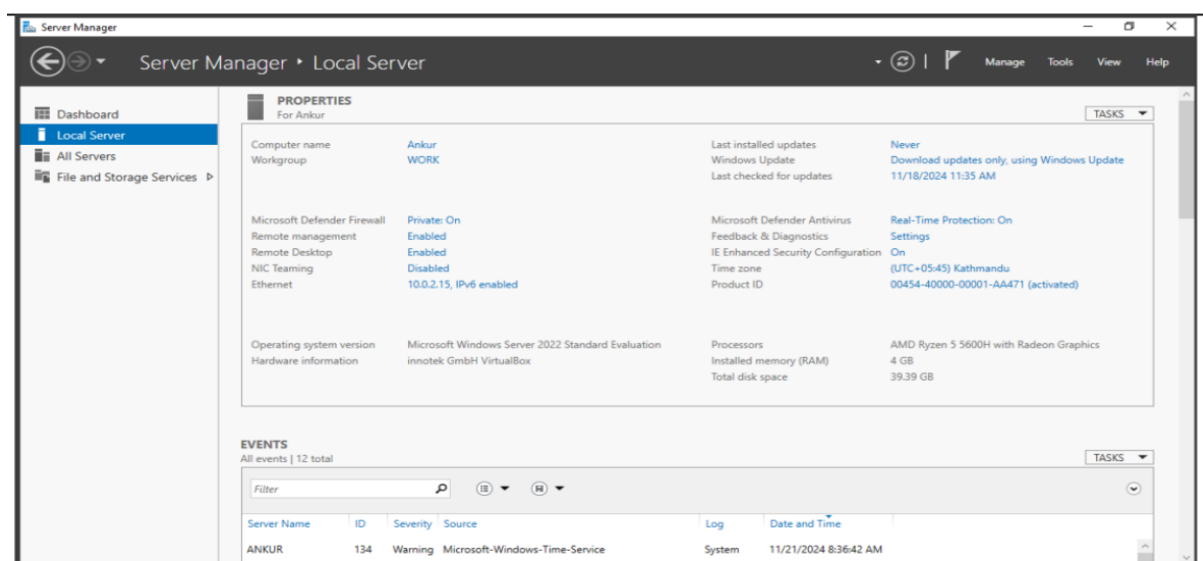 Server Manager
Server Manager ‣ Local Server
Manage Tools View Help
Dashboard
Local Server
All Servers
File and Storage Services
PROPERTIES
For Ankur
TASKS
Computer name Ankur
Workgroup WORK
Last installed updates Never
Windows Update Download updates only, using Windows Update
Last checked for updates 11/18/2024 11:35 AM
Microsoft Defender Firewall Private: On
Remote management Enabled
Remote Desktop Enabled
NIC Teaming Disabled
Ethernet 10.0.2.15, IPv6 enabled
Microsoft Defender Antivirus Real-Time Protection: On
Feedback & Diagnostics Settings
IE Enhanced Security Configuration On
Time zone (UTC+05:45) Kathmandu
Product ID 00454-40000-00001-AA471 (activated)
Operating system version Microsoft Windows Server 2022 Standard Evaluation
Hardware information innotek GmbH VirtualBox
Processors AMD Ryzen 5 5600H with Radeon Graphics
Installed memory (RAM) 4 GB
Total disk space 39.39 GB
EVENTS
All events | 12 total
TASKS
Filter
Server Name ID Severity Source Log Date and Time
ANKUR 134 Warning Microsoft-Windows-Time-Service System 11/21/2024 8:36:42 AM